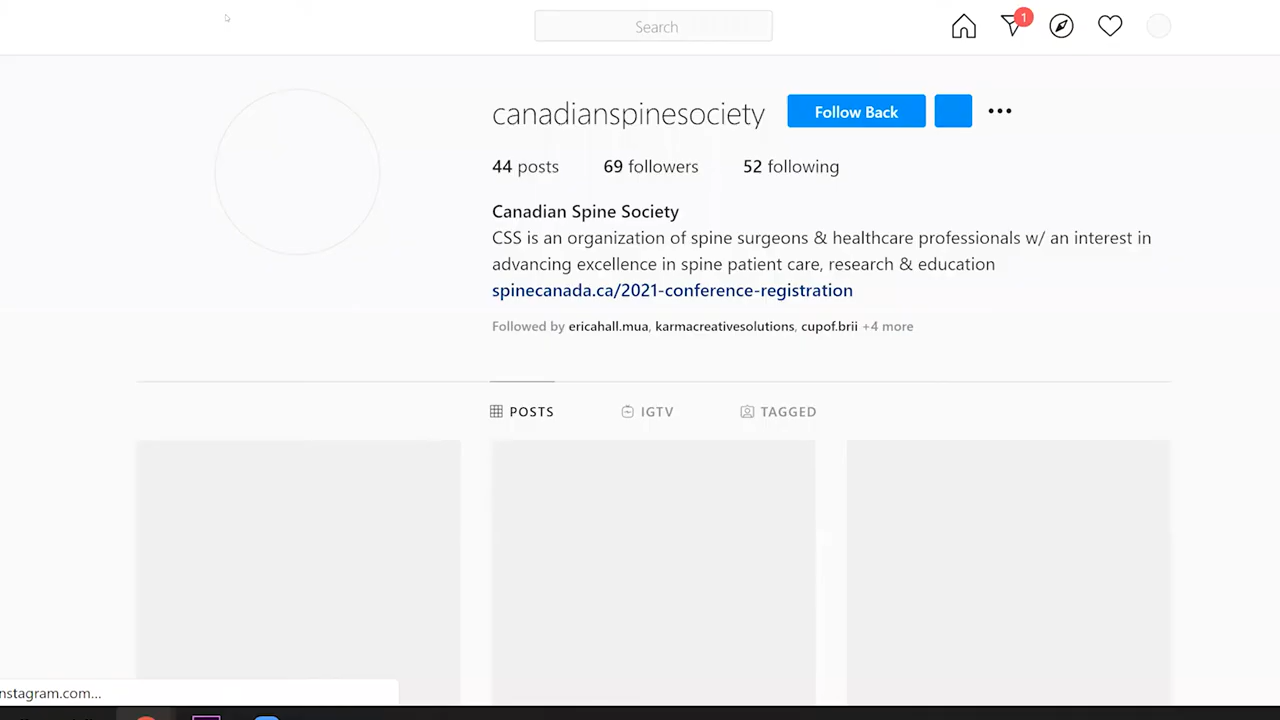 Search
1
canadianspinesociety
Follow Back
44 posts
69 followers
52 following
Canadian Spine Society
CSS is an organization of spine surgeons & healthcare professionals w/ an interest in
advancing excellence in spine patient care, research & education
spinecanada.ca/2021-conference-registration
Followed by ericahall.mua, karmacreativesolutions, cupof.brii +4 more
POSTS
IGTV
TAGGED
nstagram.com...